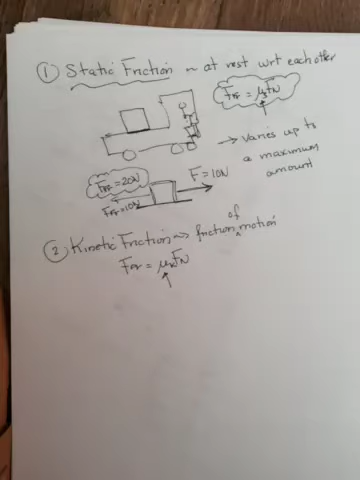 ① Static Friction ~ at rest wrt each other
Ffr = μsFN
→ varies up to
a maximum
amount
Ffr = 20N
F = 10N
Ffr = 10N
② Kinetic Friction → friction of motion
Ffr = μkFN